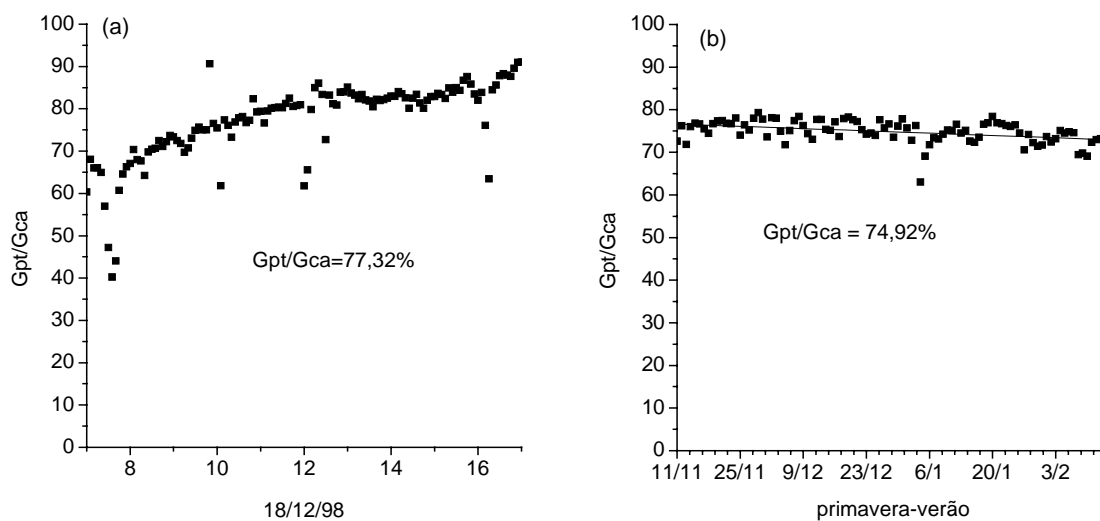 (a)
100
90
80
70
60
50
40
30
20
10
0
Gpt/Gca
Gpt/Gca=77,32%
8 10 12 14 16
18/12/98
(b)
100
90
80
70
60
50
40
30
20
10
0
Gpt/Gca
Gpt/Gca = 74,92%
11/11 25/11 9/12 23/12 6/1 20/1 3/2
primavera-verão